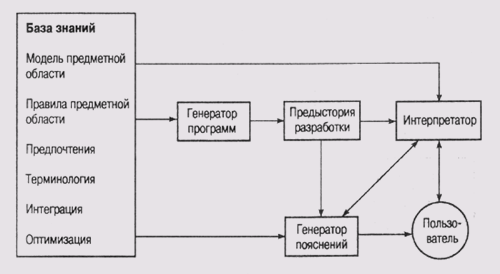 База знаний
Модель предметной
области
Правила предметной
области
Предпочтения
Терминология
Интеграция
Оптимизация
Генератор
программ
Предыстория
разработки
Интерпретатор
Генератор
пояснений
Пользо-
ватель